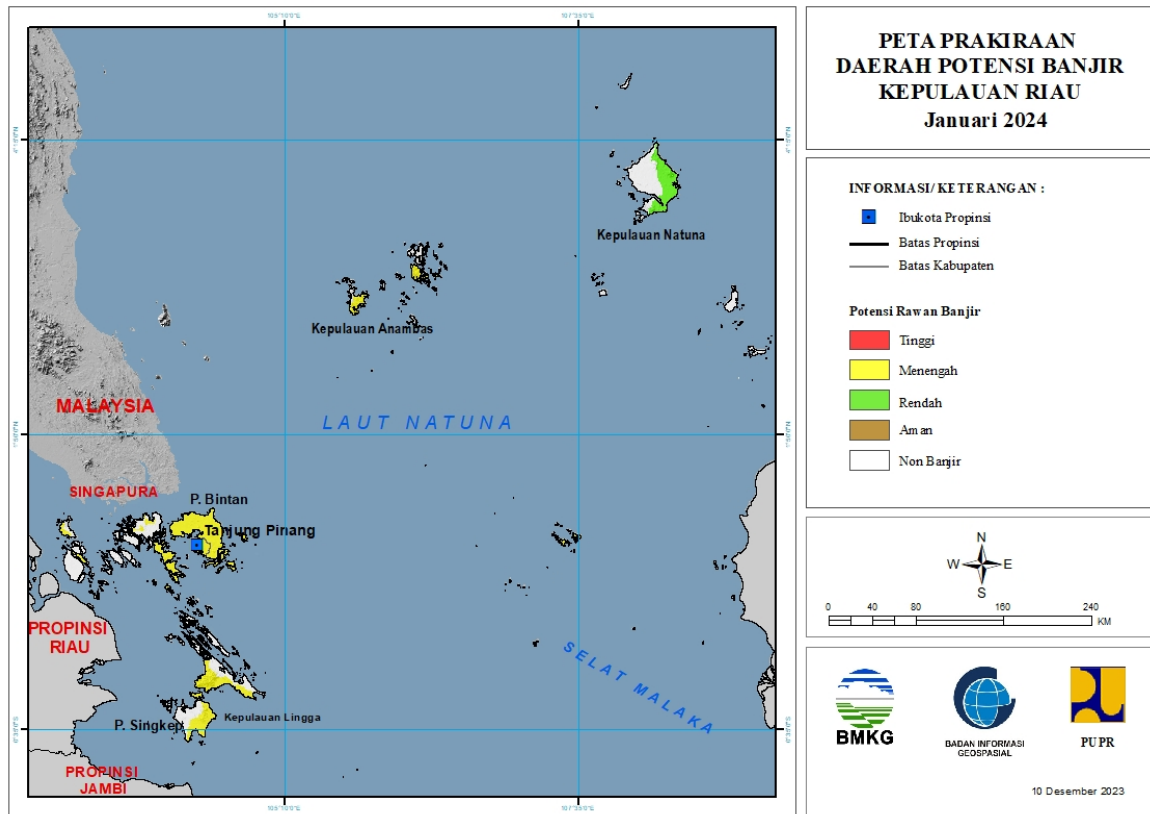 PETA PRAKIRAAN
DAERAH POTENSI BANJIR
KEPULAUAN RIAU
Januari 2024
INFORMASI/ KETERANGAN :
Ibukota Propinsi
Batas Propinsi
Batas Kabupaten
Potensi Rawan Banjir
Tinggi
Menengah
Rendah
Aman
Non Banjir
N
W E
S
0 40 80 160 240
KM
BMKG
BADAN INFORMASI
GEOSPASIAL
PUPR
10 Desember 2023
Kepulauan Natuna
Kepulauan Anambas
MALAYSIA
LAUT NATUNA
SINGAPURA
P. Bintan
Tanjung Pinang
PROPINSI
RIAU
SELAT MALAKA
Kepulauan Lingga
P. Singkep
PROPINSI
JAMBI